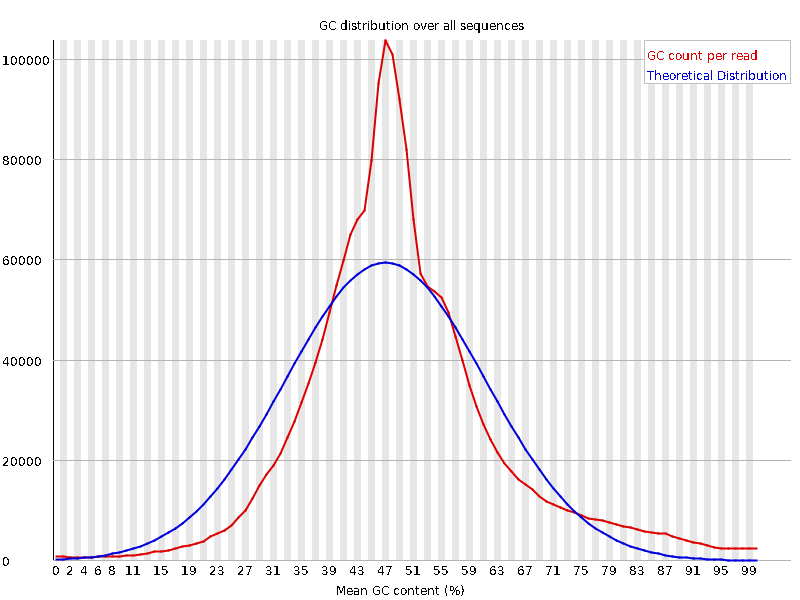 GC distribution over all sequences
GC count per read
Theoretical Distribution
100000
80000
60000
40000
20000
0
0 2 4 6 8 11 15 19 23 27 31 35 39 43 47 51 55 59 63 67 71 75 79 83 87 91 95 99
Mean GC content (%)